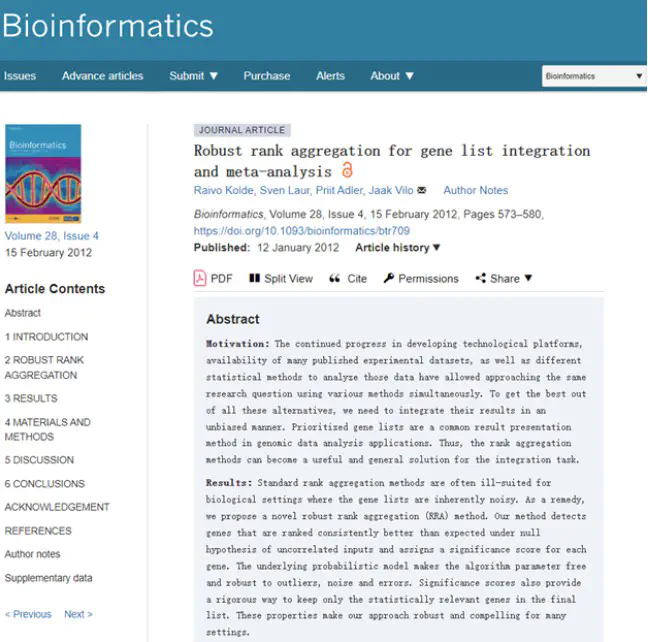 Bioinformatics
Issues Advance articles Submit ▼ Purchase Alerts About ▼ Bioinformatics ▼
Bioinformatics
Volume 28, Issue 4
15 February 2012
Article Contents
Abstract
1 INTRODUCTION
2 ROBUST RANK
AGGREGATION
3 RESULTS
4 MATERIALS AND
METHODS
5 DISCUSSION
6 CONCLUSIONS
ACKNOWLEDGEMENT
REFERENCES
Author notes
Supplementary data
< Previous Next >
JOURNAL ARTICLE
Robust rank aggregation for gene list integration
and meta-analysis
Raivo Kolde, Sven Laur, Priit Adler, Jaak Vilo Author Notes
Bioinformatics, Volume 28, Issue 4, 15 February 2012, Pages 573–580,
https://doi.org/10.1093/bioinformatics/btr709
Published: 12 January 2012 Article history ▼
PDF Split View Cite Permissions Share ▼
Abstract
Motivation: The continued progress in developing technological platforms,
availability of many published experimental datasets, as well as different
statistical methods to analyze those data have allowed approaching the same
research question using various methods simultaneously. To get the best out
of all these alternatives, we need to integrate their results in an
unbiased manner. Prioritized gene lists are a common result presentation
method in genomic data analysis applications. Thus, the rank aggregation
methods can become a useful and general solution for the integration task.
Results: Standard rank aggregation methods are often ill-suited for
biological settings where the gene lists are inherently noisy. As a remedy,
we propose a novel robust rank aggregation (RRA) method. Our method detects
genes that are ranked consistently better than expected under null
hypothesis of uncorrelated inputs and assigns a significance score for each
gene. The underlying probabilistic model makes the algorithm parameter free
and robust to outliers, noise and errors. Significance scores also provide
a rigorous way to keep only the statistically relevant genes in the final
list. These properties make our approach robust and compelling for many
settings.